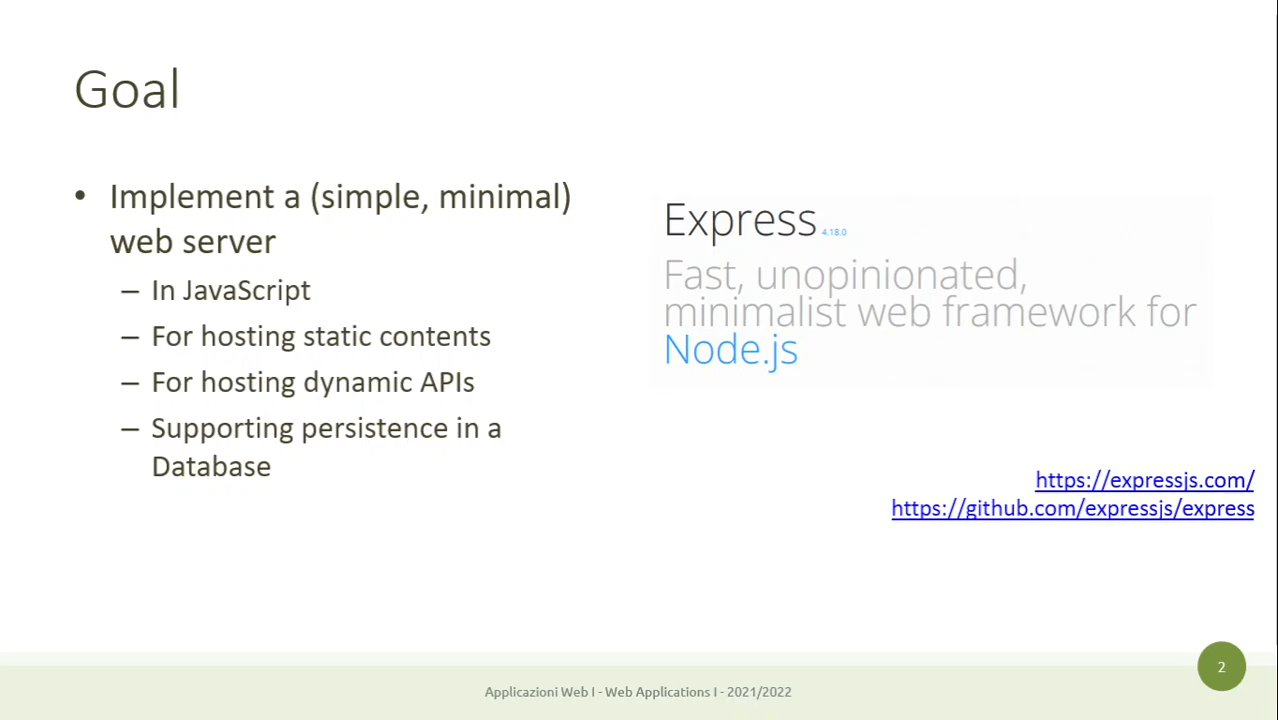 Goal
• Implement a (simple, minimal)
web server
– In JavaScript
– For hosting static contents
– For hosting dynamic APIs
– Supporting persistence in a
Database
Express 4.18.0
Fast, unopinionated,
minimalist web framework for
Node.js
https://expressjs.com/
https://github.com/expressjs/express
Applicazioni Web I - Web Applications I - 2021/2022
2